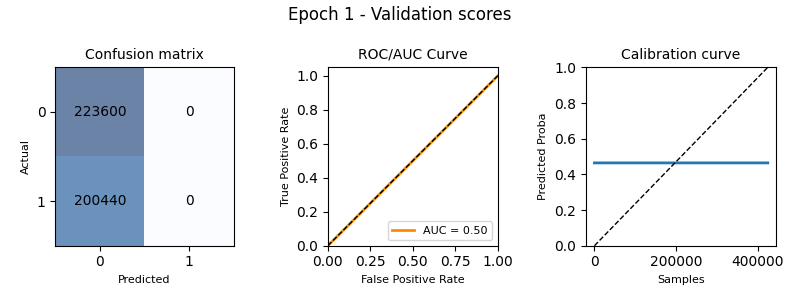 Epoch 1 - Validation scores
Confusion matrix
0
1
Actual
223600
0
200440
0
0
1
Predicted
ROC/AUC Curve
1.0
0.8
0.6
0.4
0.2
0.0
True Positive Rate
AUC = 0.50
0.00
0.25
0.50
0.75
1.00
False Positive Rate
Calibration curve
1.0
0.8
0.6
0.4
0.2
0.0
Predicted Proba
0
200000
400000
Samples